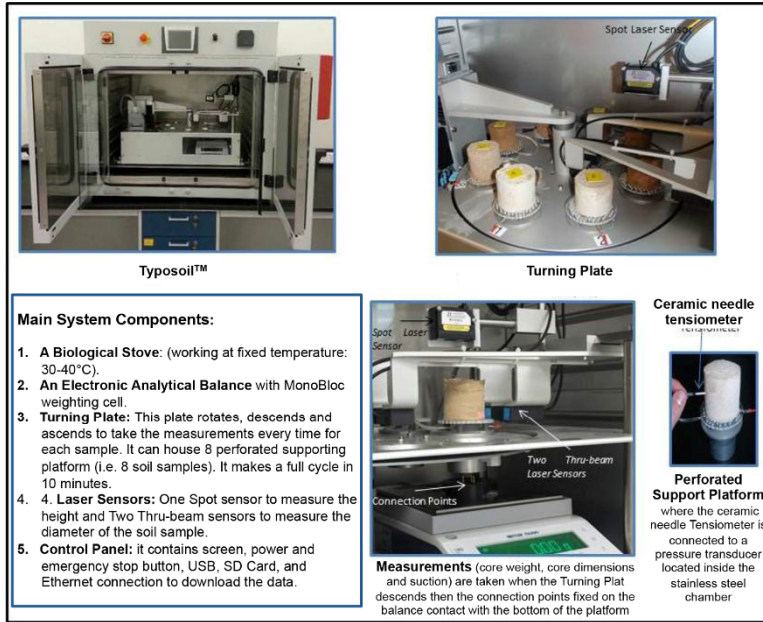 Spot Laser Sensor
Typosoil™
Turning Plate
Main System Components:
1. A Biological Stove: (working at fixed temperature:
30-40°C).
2. An Electronic Analytical Balance with MonoBloc
weighting cell.
3. Turning Plate: This plate rotates, descends and
ascends to take the measurements every time for
each sample. It can house 8 perforated supporting
platform (i.e. 8 soil samples). It makes a full cycle in
10 minutes.
4. 4. Laser Sensors: One Spot sensor to measure the
height and Two Thru-beam sensors to measure the
diameter of the soil sample.
5. Control Panel: it contains screen, power and
emergency stop button, USB, SD Card, and
Ethernet connection to download the data.
Spot Laser
Sensor
Two Thru-beam
Laser Sensors
Connection Points
METTLER TOLEDO
Measurements (core weight, core dimensions
and suction) are taken when the Turning Plat
descends then the connection points fixed on the
balance contact with the bottom of the platform
Ceramic needle
tensiometer
Perforated
Support Platform
where the ceramic
needle Tensiometer is
connected to a
pressure transducer
located inside the
stainless steel
chamber